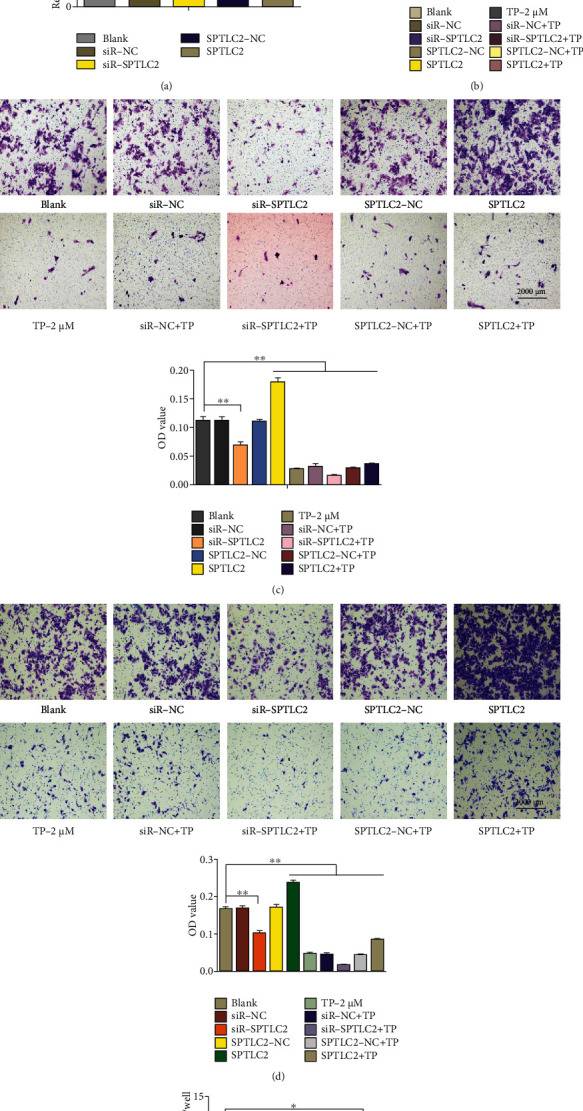 0
Blank SPTLC2–NC
siR–NC SPTLC2
siR–SPTLC2
(a)
Blank TP–2 μM
siR–NC siR–NC+TP
siR–SPTLC2 siR–SPTLC2+TP
SPTLC2–NC SPTLC2–NC+TP
SPTLC2 SPTLC2+TP
(b)
Blank siR–NC siR–SPTLC2 SPTLC2–NC SPTLC2
2000 μm
TP–2 μM siR–NC+TP siR–SPTLC2+TP SPTLC2–NC+TP SPTLC2+TP
OD value
0.20
0.15
0.10
0.05
0.00
**
**
Blank TP–2 μM
siR–NC siR–NC+TP
siR–SPTLC2 siR–SPTLC2+TP
SPTLC2–NC SPTLC2–NC+TP
SPTLC2 SPTLC2+TP
(c)
Blank siR–NC siR–SPTLC2 SPTLC2–NC SPTLC2
TP–2 μM siR–NC+TP siR–SPTLC2+TP SPTLC2–NC+TP SPTLC2+TP
OD value
0.3
0.2
0.1
0.0
**
**
Blank TP–2 μM
siR–NC siR–NC+TP
siR–SPTLC2 siR–SPTLC2+TP
SPTLC2–NC SPTLC2–NC+TP
SPTLC2 SPTLC2+TP
(d)
15
*